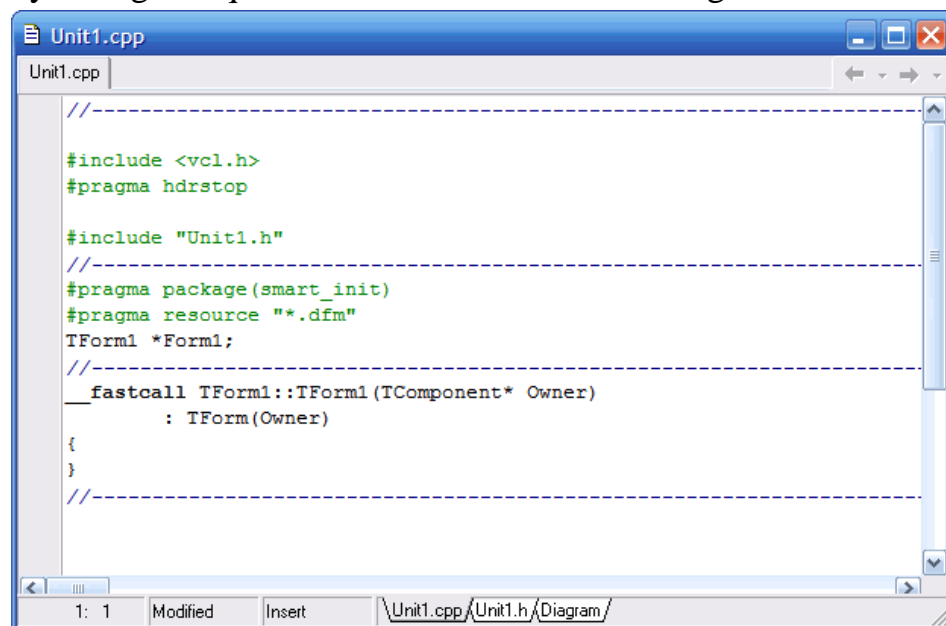 Unit1.cpp
Unit1.cpp
//------------------------------------------------------------------
#include <vcl.h>
#pragma hdrstop
#include "Unit1.h"
//------------------------------------------------------------------
#pragma package(smart_init)
#pragma resource "*.dfm"
TForm1 *Form1;
//------------------------------------------------------------------
__fastcall TForm1::TForm1(TComponent* Owner)
: TForm(Owner)
{
}
//------------------------------------------------------------------
1: 1 Modified Insert \Unit1.cpp/Unit1.h/Diagram/